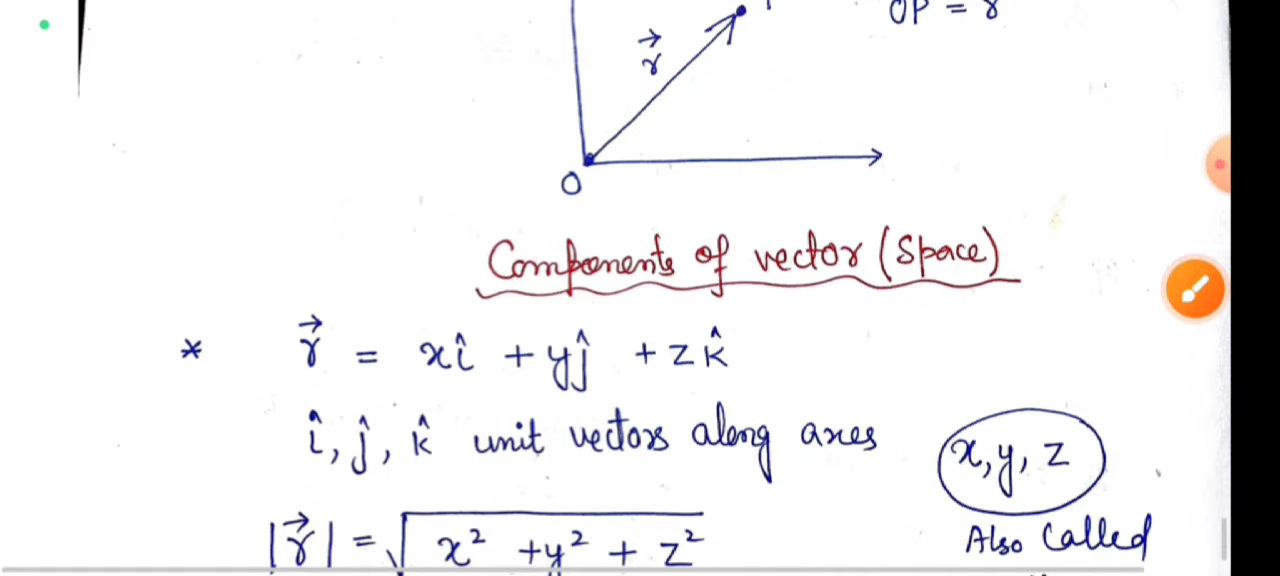 OP = r
r⃗
O
Components of vector (Space)
* r⃗ = xî + yĵ + zk̂
î, ĵ, k̂ unit vectors along axes
x, y, z
|r⃗| = √(x² + y² + z²)
Also called